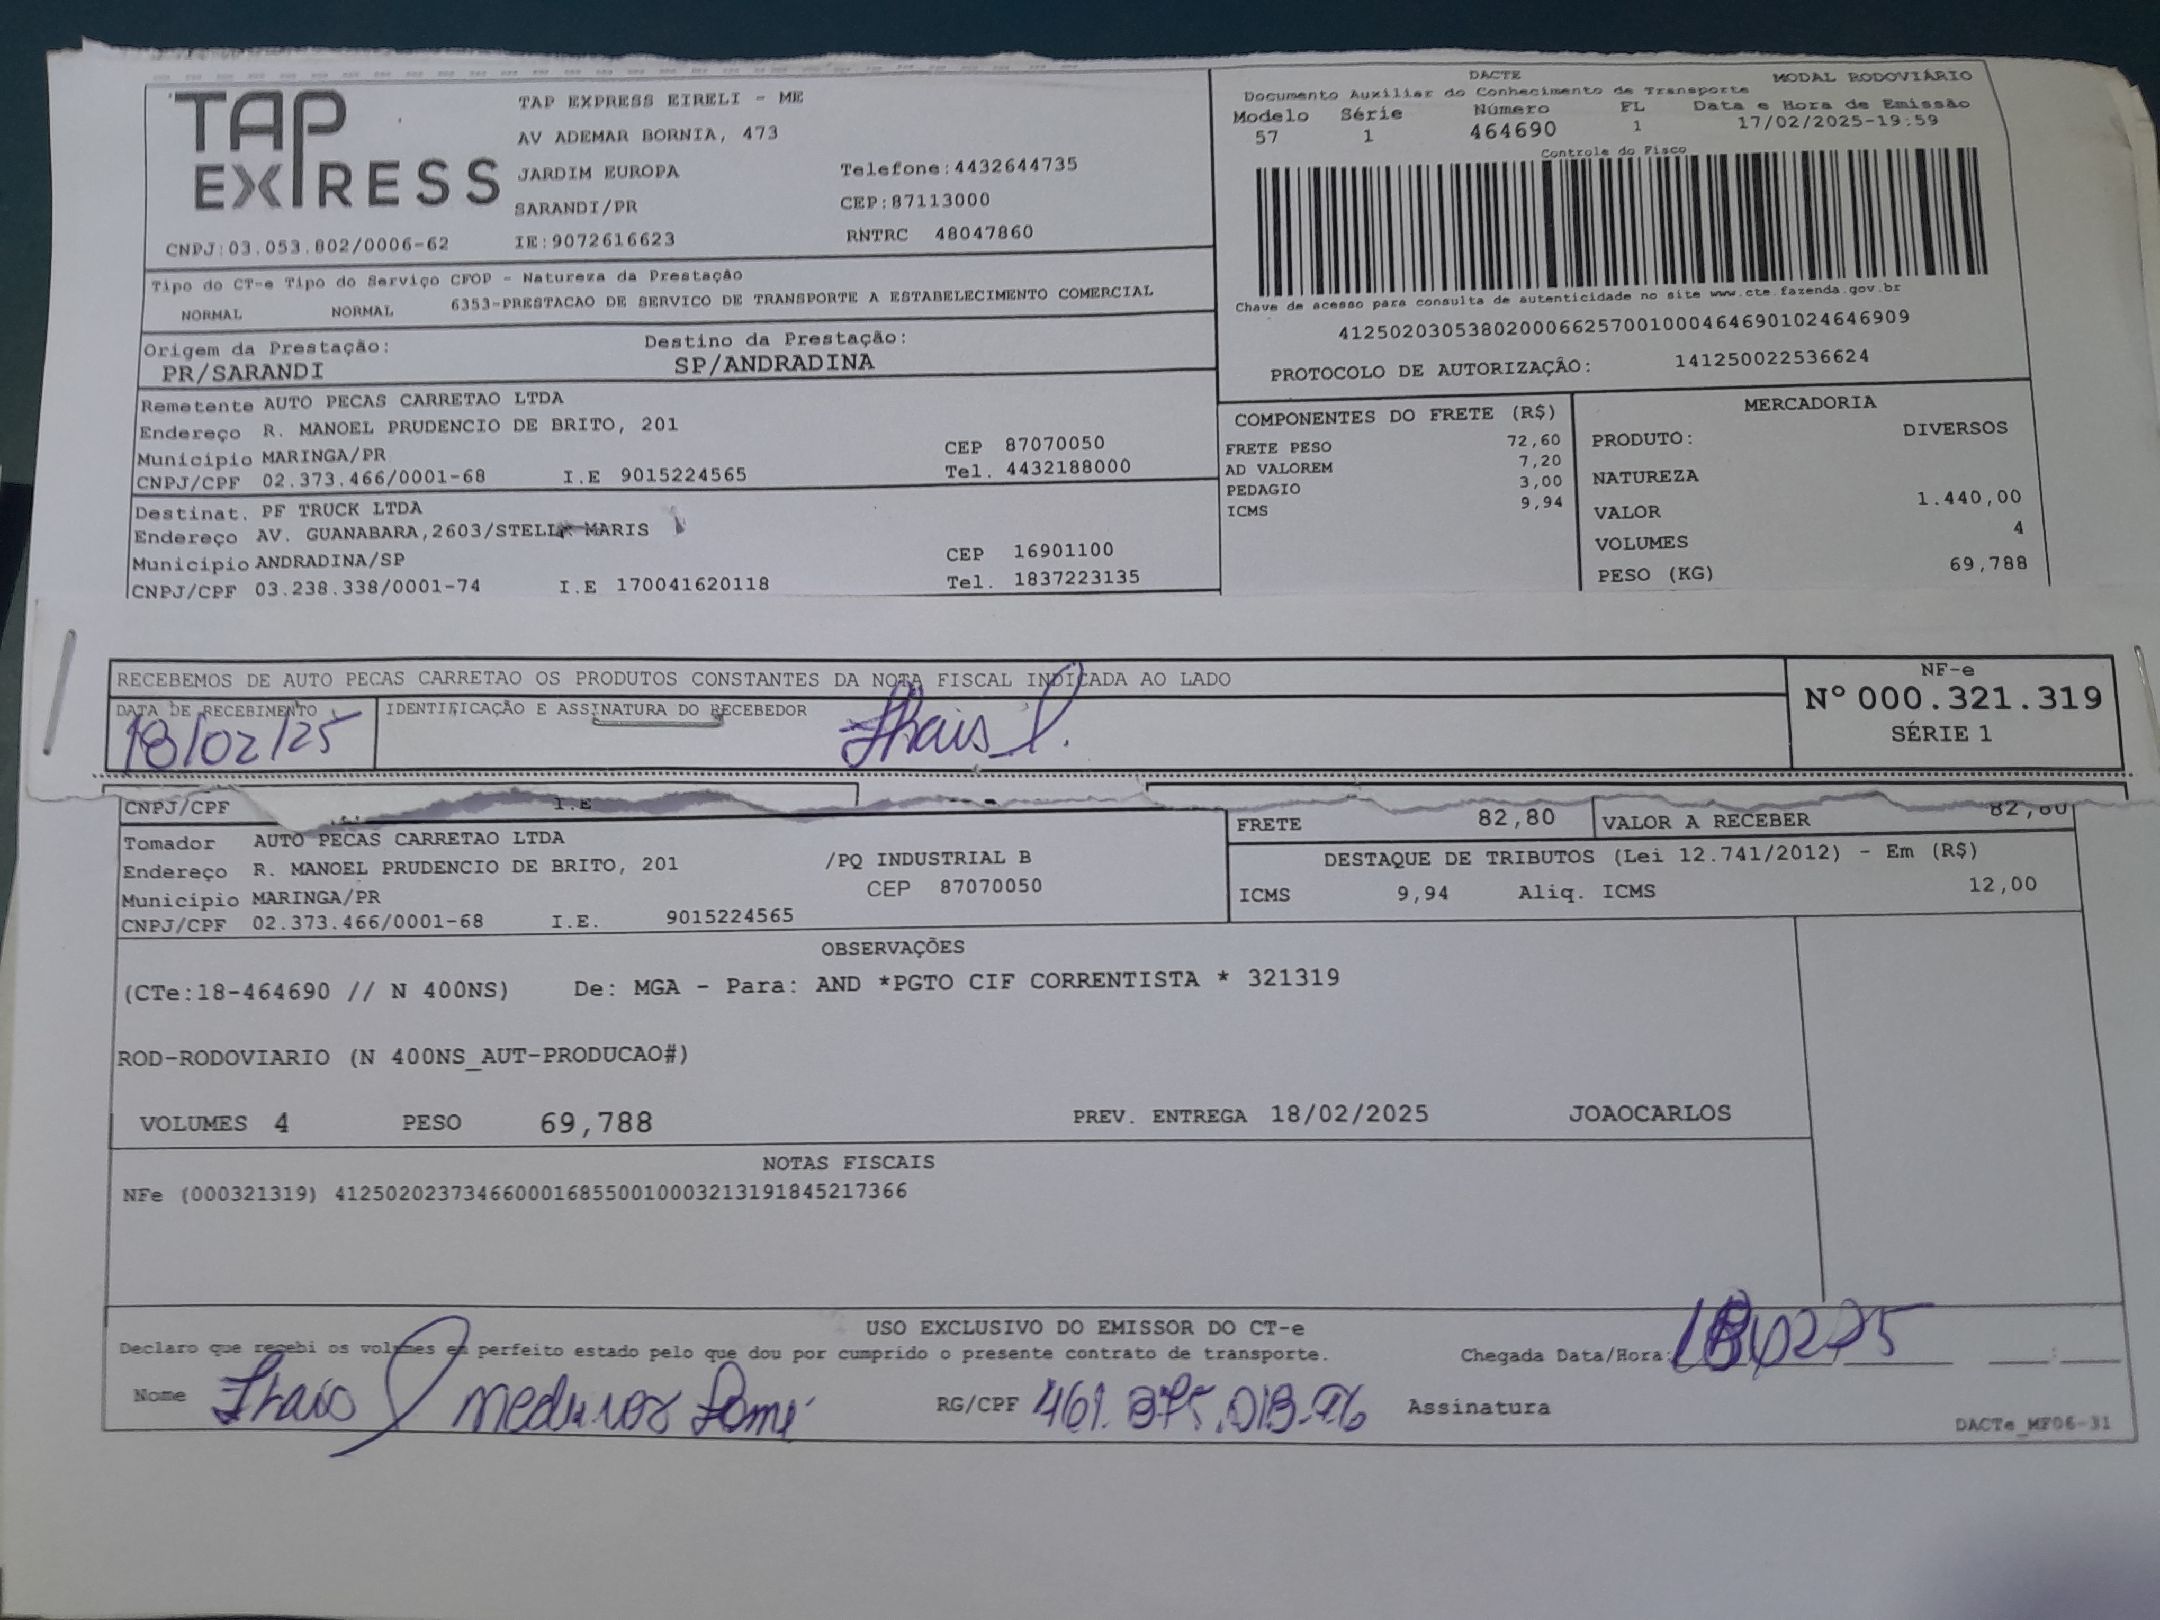 TAP EXPRESS
TAP EXPRESS EIRELI - ME
AV ADEMAR BORNIA, 473
JARDIM EUROPA Telefone:4432644735
SARANDI/PR CEP:87113000
CNPJ:03.053.802/0006-62 IE:9072616623 RNTRC 48047860
DACTE MODAL RODOVIÁRIO
Documento Auxiliar do Conhecimento de Transporte
Modelo Série Número FL Data e Hora de Emissão
57 1 464690 1 17/02/2025-19:59
Controle do Fisco
Chave de acesso para consulta de autenticidade no site www.cte.fazenda.gov.br
41250203053802000662570010004646901024646909
PROTOCOLO DE AUTORIZAÇÃO: 141250022536624
Tipo do CT-e Tipo do Serviço CFOP - Natureza da Prestação
NORMAL NORMAL 6353-PRESTACAO DE SERVICO DE TRANSPORTE A ESTABELECIMENTO COMERCIAL
Origem da Prestação: Destino da Prestação:
PR/SARANDI SP/ANDRADINA
Remetente AUTO PECAS CARRETAO LTDA
Endereço R. MANOEL PRUDENCIO DE BRITO, 201
Município MARINGA/PR CEP 87070050
CNPJ/CPF 02.373.466/0001-68 I.E 9015224565 Tel. 4432188000
Destinat. PF TRUCK LTDA
Endereço AV. GUANABARA,2603/STELLA MARIS
Município ANDRADINA/SP CEP 16901100
CNPJ/CPF 03.238.338/0001-74 I.E 170041620118 Tel. 1837223135
COMPONENTES DO FRETE (R$)
FRETE PESO 72,60
AD VALOREM 7,20
PEDAGIO 3,00
ICMS 9,94
MERCADORIA
PRODUTO: DIVERSOS
NATUREZA
VALOR 1.440,00
VOLUMES 4
PESO (KG) 69,788
RECEBEMOS DE AUTO PECAS CARRETAO OS PRODUTOS CONSTANTES DA NOTA FISCAL INDICADA AO LADO
DATA DE RECEBIMENTO IDENTIFICAÇÃO E ASSINATURA DO RECEBEDOR
18/02/25 Thais
NF-e
Nº 000.321.319
SÉRIE 1
CNPJ/CPF I.E
Tomador AUTO PECAS CARRETAO LTDA
Endereço R. MANOEL PRUDENCIO DE BRITO, 201 /PQ INDUSTRIAL B
Município MARINGA/PR CEP 87070050
CNPJ/CPF 02.373.466/0001-68 I.E. 9015224565
FRETE 82,80 VALOR A RECEBER 82,80
DESTAQUE DE TRIBUTOS (Lei 12.741/2012) - Em (R$)
ICMS 9,94 Aliq. ICMS 12,00
OBSERVAÇÕES
(CTe:18-464690 // N 400NS) De: MGA - Para: AND *PGTO CIF CORRENTISTA * 321319
ROD-RODOVIARIO (N 400NS_AUT-PRODUCAO#)
VOLUMES 4 PESO 69,788 PREV. ENTREGA 18/02/2025 JOAOCARLOS
NOTAS FISCAIS
NFe (000321319) 41250202373466000168550010003213191845217366
USO EXCLUSIVO DO EMISSOR DO CT-e
Declaro que recebi os volumes em perfeito estado pelo que dou por cumprido o presente contrato de transporte. Chegada Data/Hora:
Nome Thais RG/CPF Assinatura
DACTe_MF06-31